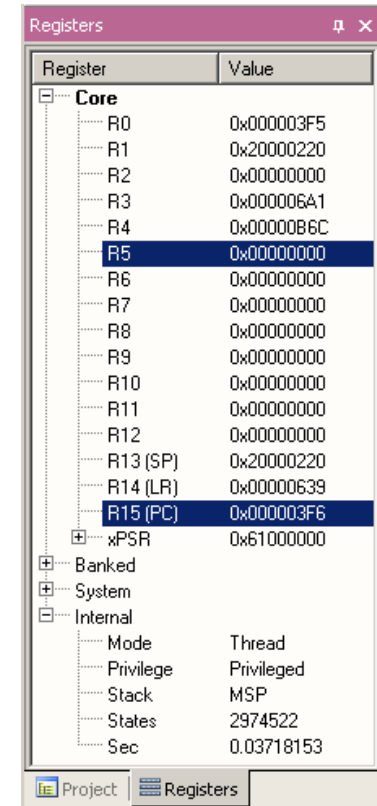 Registers
Register Value
Core
R0 0x000003F5
R1 0x20000220
R2 0x00000000
R3 0x000006A1
R4 0x00000B6C
R5 0x00000000
R6 0x00000000
R7 0x00000000
R8 0x00000000
R9 0x00000000
R10 0x00000000
R11 0x00000000
R12 0x00000000
R13 (SP) 0x20000220
R14 (LR) 0x00000639
R15 (PC) 0x000003F6
xPSR 0x61000000
Banked
System
Internal
Mode Thread
Privilege Privileged
Stack MSP
States 2974522
Sec 0.03718153
Project Registers